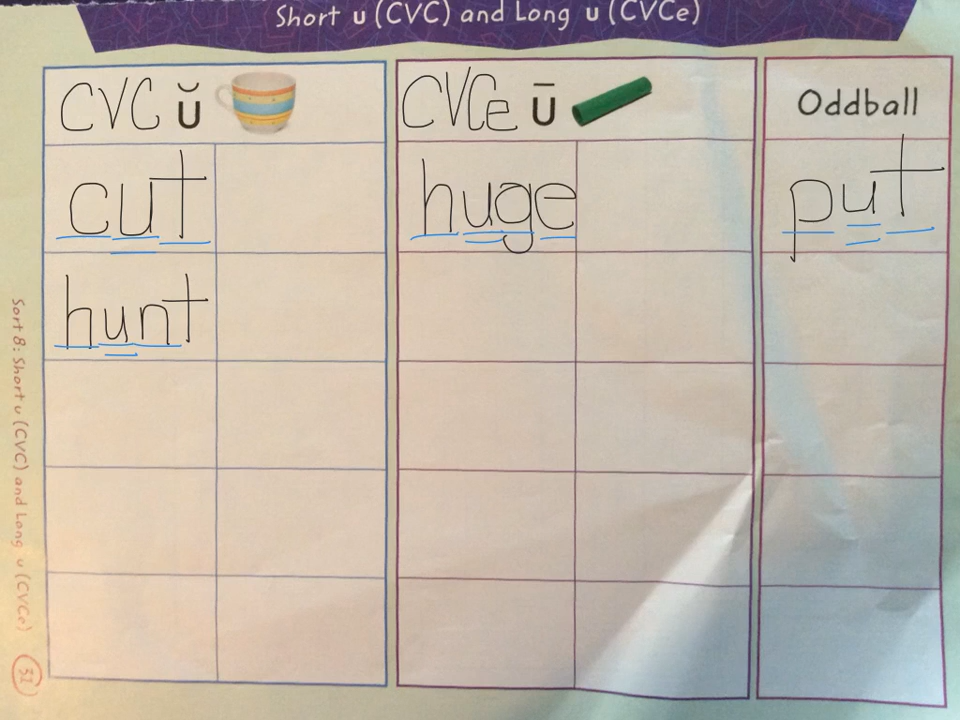 Short u (CVC) and Long u (CVCe)
CVC ŭ
CVCe ū
Oddball
cut
huge
put
hunt
Sort 8: Short u (CVC) and Long u (CVCe)
32